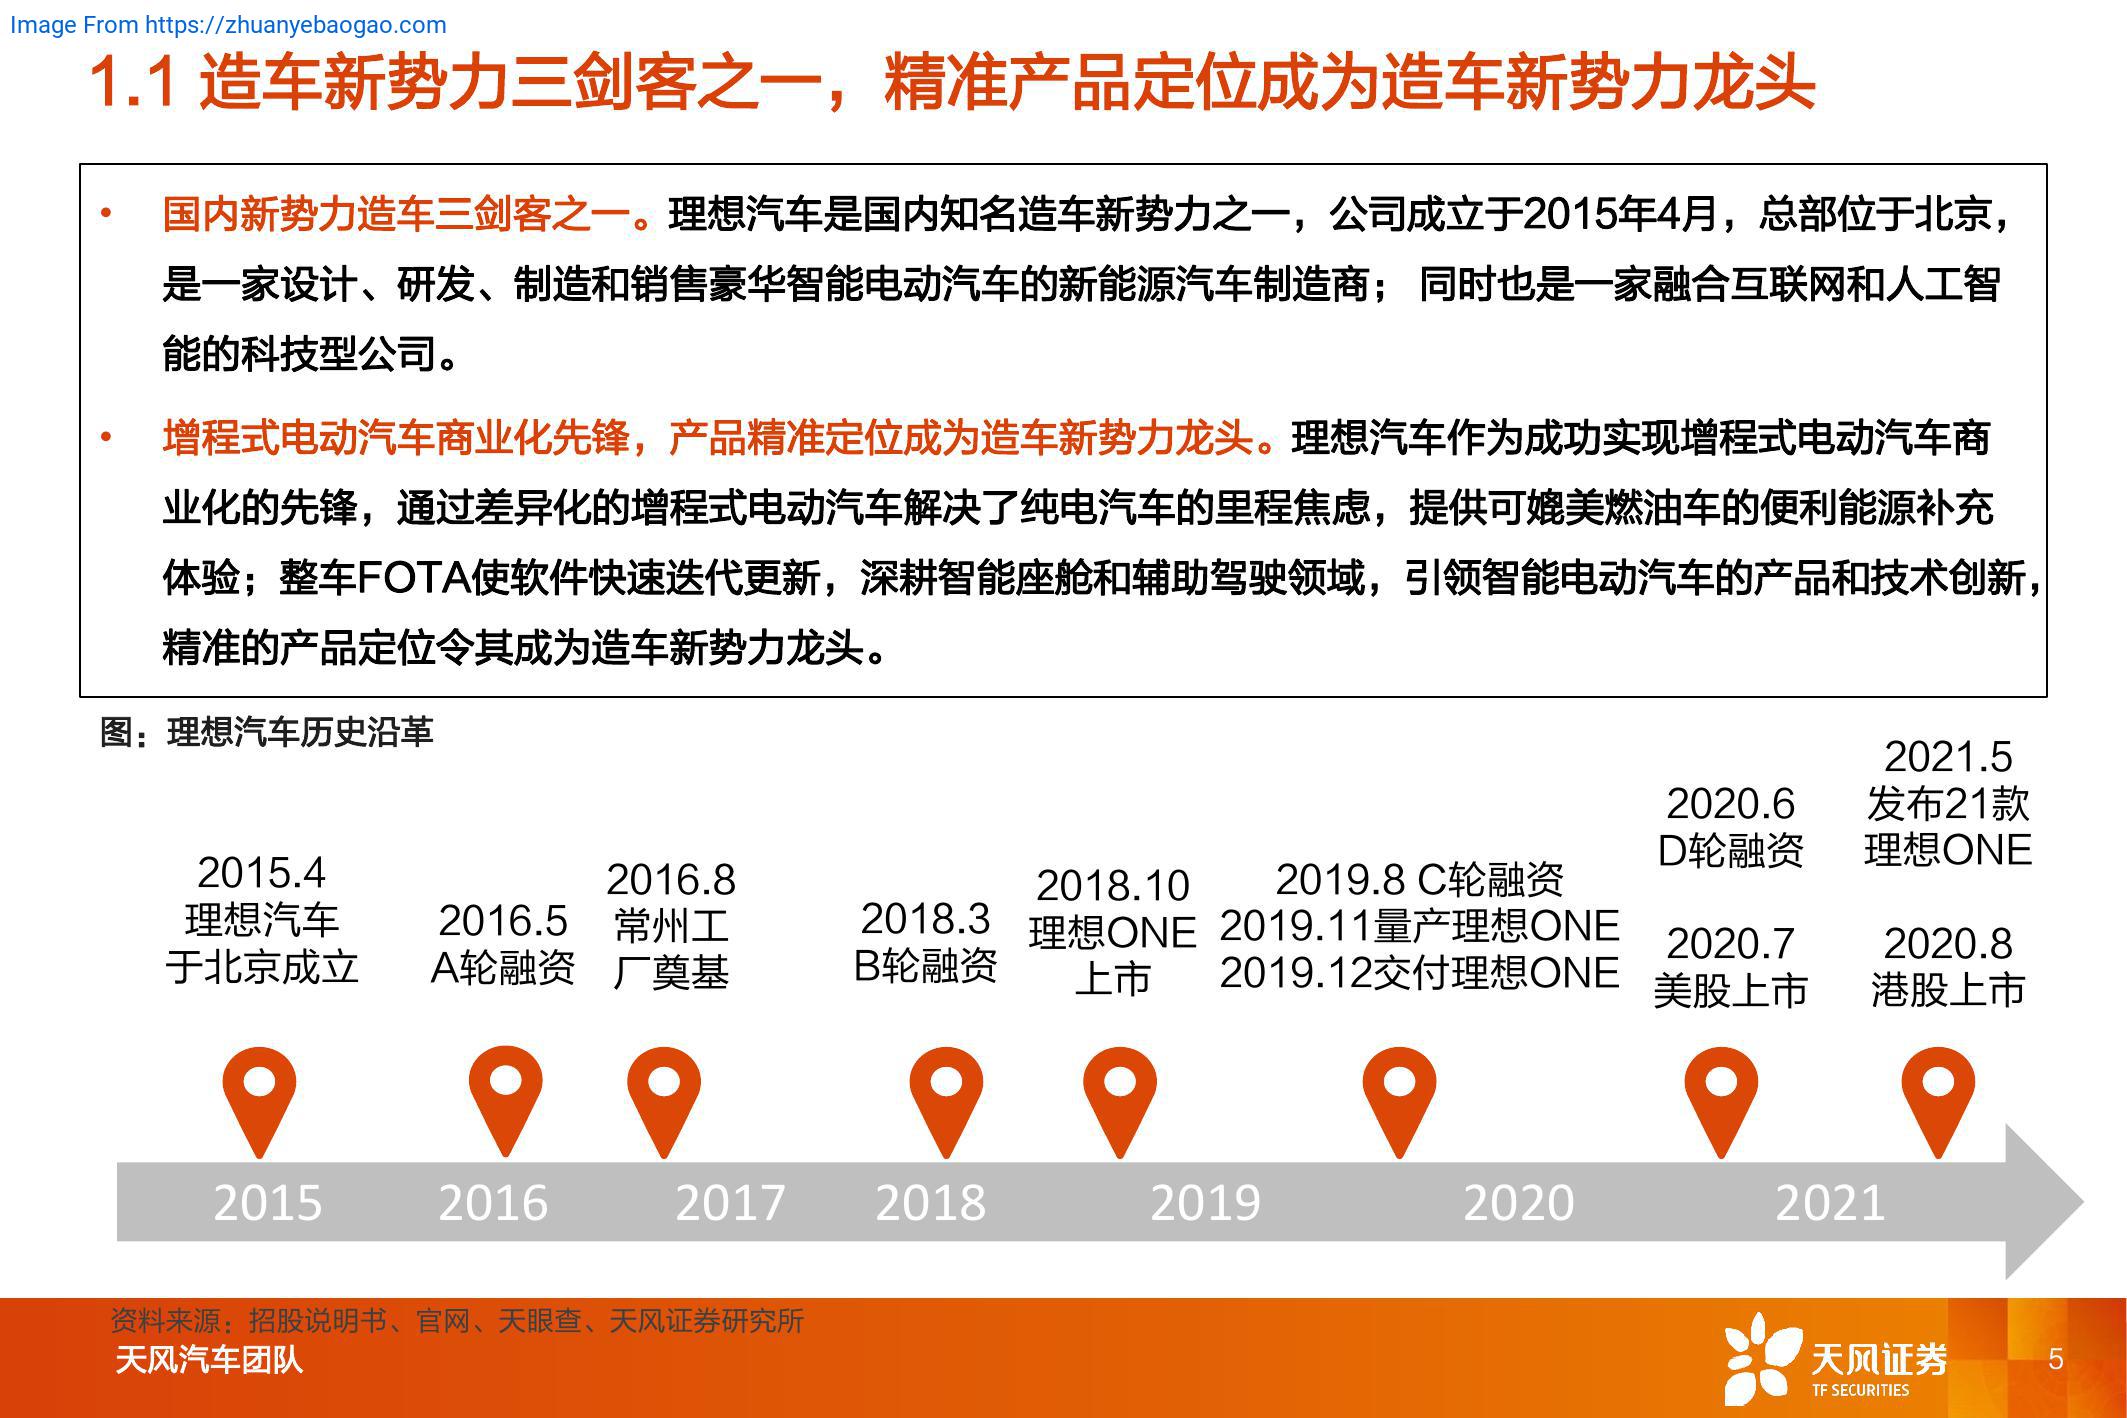 Image From https://zhuanyebaogao.com
1.1 造车新势力三剑客之一，精准产品定位成为造车新势力龙头
• 国内新势力造车三剑客之一。理想汽车是国内知名造车新势力之一，公司成立于2015年4月，总部位于北京，
是一家设计、研发、制造和销售豪华智能电动汽车的新能源汽车制造商； 同时也是一家融合互联网和人工智
能的科技型公司。
• 增程式电动汽车商业化先锋，产品精准定位成为造车新势力龙头。理想汽车作为成功实现增程式电动汽车商
业化的先锋，通过差异化的增程式电动汽车解决了纯电汽车的里程焦虑，提供可媲美燃油车的便利能源补充
体验；整车FOTA使软件快速迭代更新，深耕智能座舱和辅助驾驶领域，引领智能电动汽车的产品和技术创新，
精准的产品定位令其成为造车新势力龙头。
图：理想汽车历史沿革
2015.4
理想汽车
于北京成立
2016.5
A轮融资
2016.8
常州工
厂奠基
2018.3
B轮融资
2018.10
理想ONE
上市
2019.8 C轮融资
2019.11量产理想ONE
2019.12交付理想ONE
2020.6
D轮融资
2020.7
美股上市
2021.5
发布21款
理想ONE
2020.8
港股上市
2015 2016 2017 2018 2019 2020 2021
资料来源：招股说明书、官网、天眼查、天风证券研究所
天风汽车团队
天风证券
TF SECURITIES
5